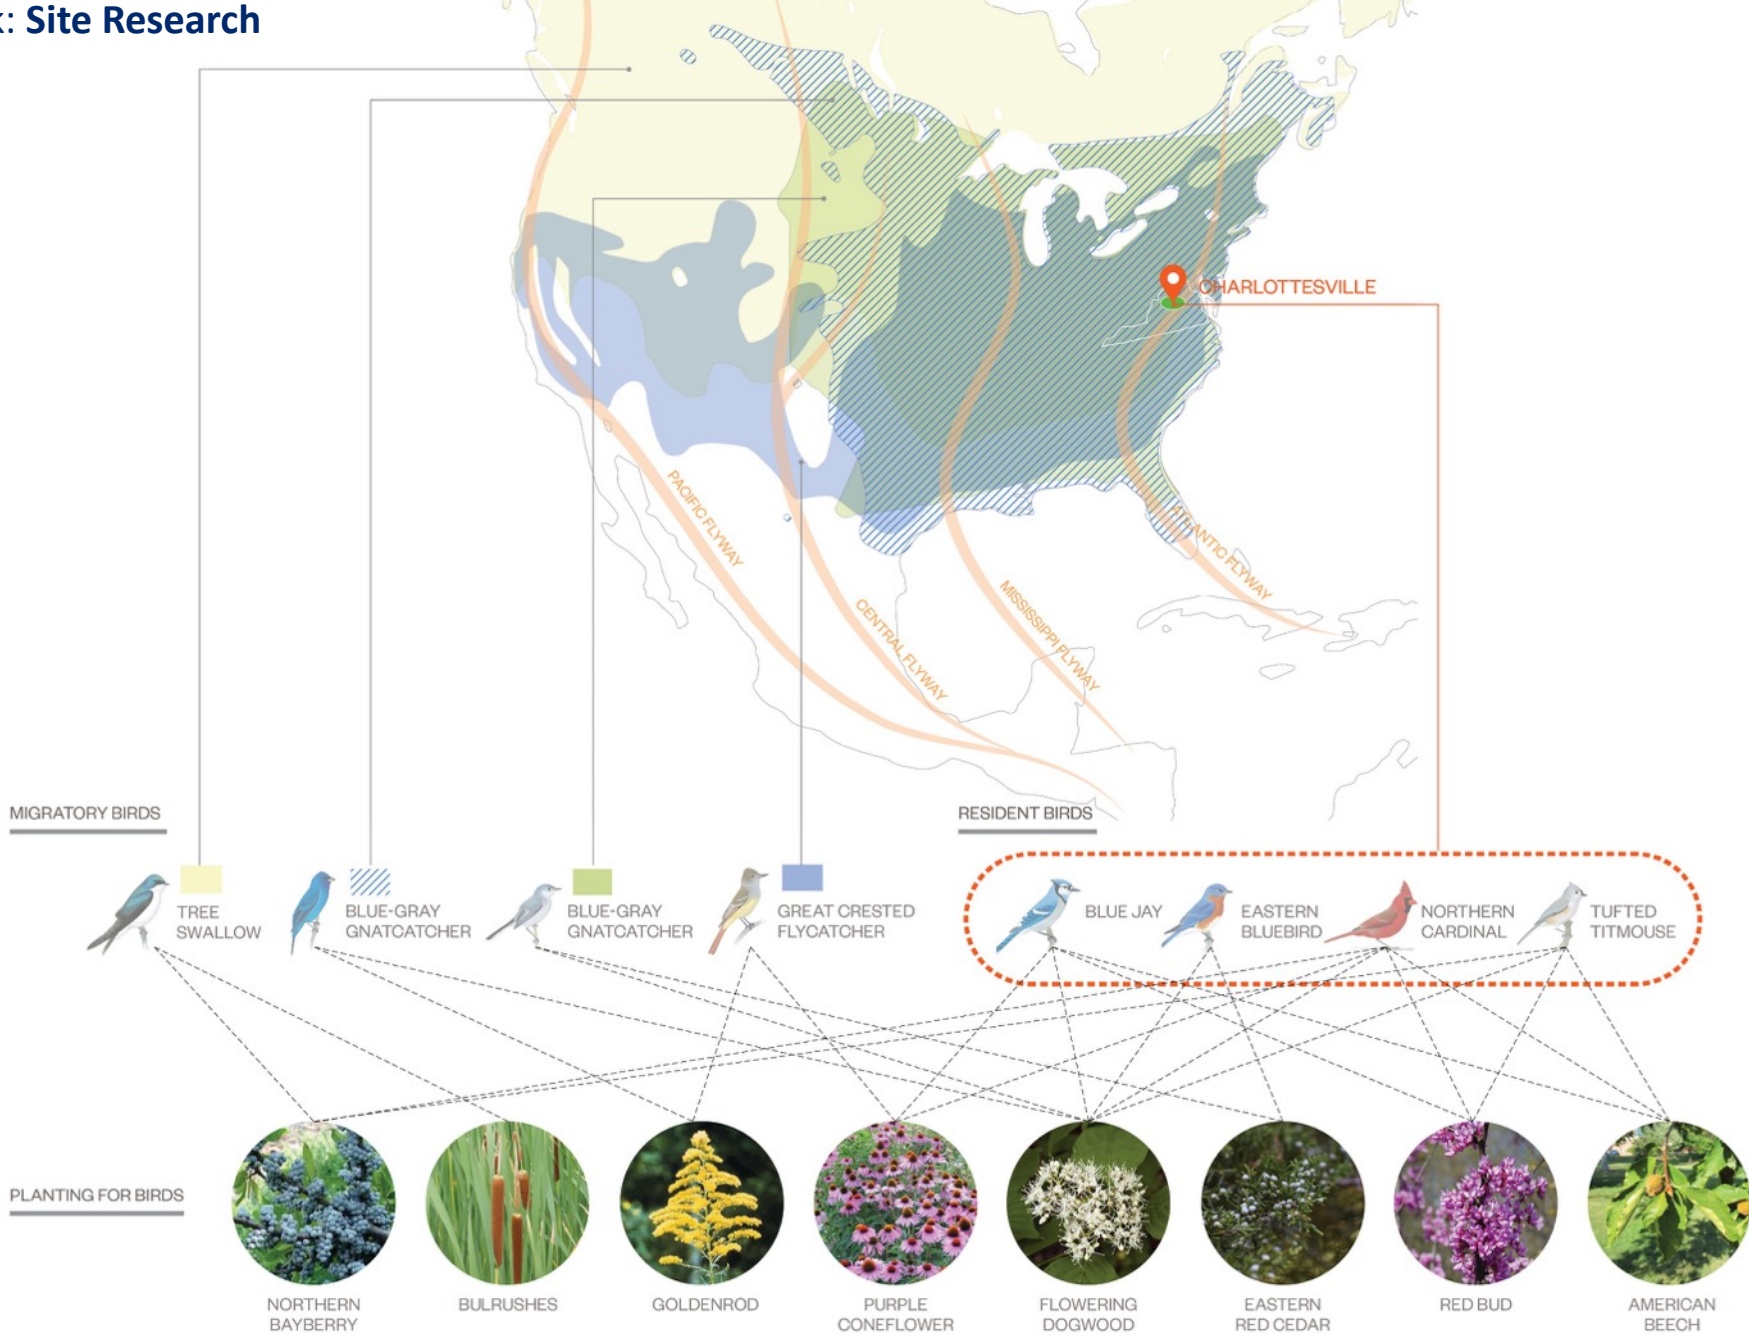 k: Site Research
CHARLOTTESVILLE
PACIFIC FLYWAY
CENTRAL FLYWAY
MISSISSIPPI FLYWAY
ATLANTIC FLYWAY
MIGRATORY BIRDS
RESIDENT BIRDS
TREE
SWALLOW
BLUE-GRAY
GNATCATCHER
BLUE-GRAY
GNATCATCHER
GREAT CRESTED
FLYCATCHER
BLUE JAY
EASTERN
BLUEBIRD
NORTHERN
CARDINAL
TUFTED
TITMOUSE
PLANTING FOR BIRDS
NORTHERN
BAYBERRY
BULRUSHES
GOLDENROD
PURPLE
CONEFLOWER
FLOWERING
DOGWOOD
EASTERN
RED CEDAR
RED BUD
AMERICAN
BEECH